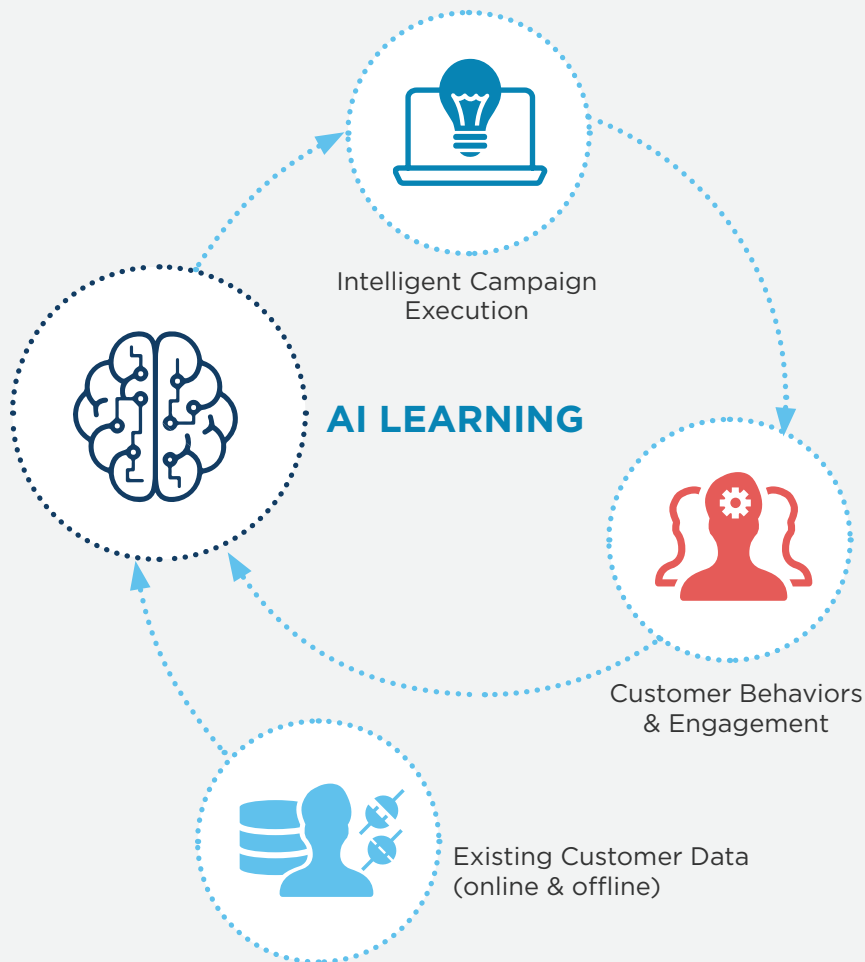 Intelligent Campaign
Execution
AI LEARNING
Customer Behaviors
& Engagement
Existing Customer Data
(online & offline)